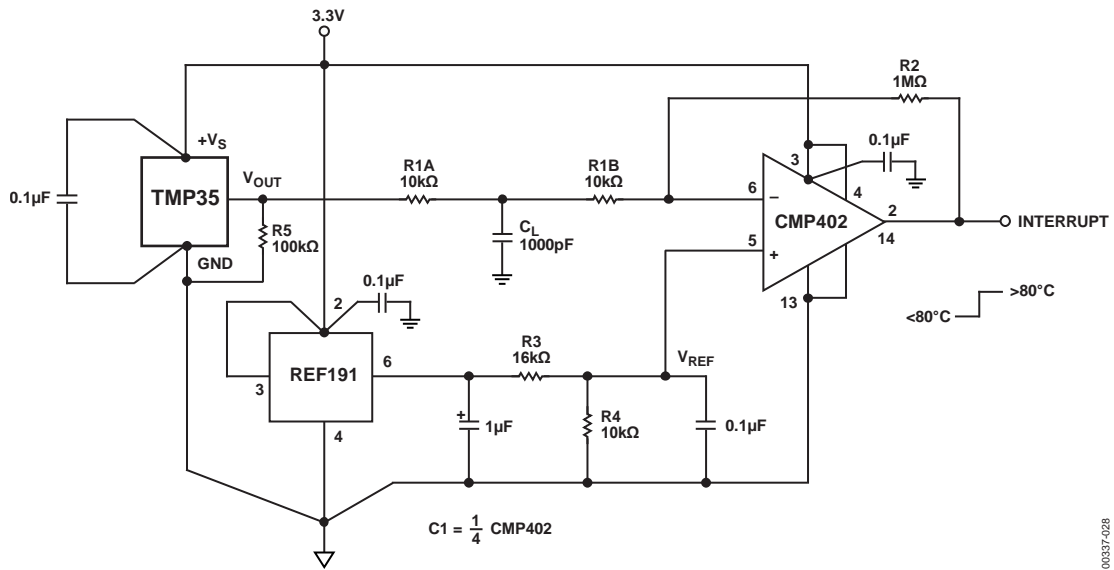 3.3V
R2
1MΩ
+VS
0.1µF
3
TMP35
VOUT
R1A
10kΩ
R1B
10kΩ
0.1µF
6
−
4
CMP402
2
INTERRUPT
R5
100kΩ
CL
1000pF
5
+
14
GND
0.1µF
2
13
>80°C
<80°C
R3
16kΩ
VREF
REF191
6
3
+
1µF
R4
10kΩ
0.1µF
4
C1 = 1/4 CMP402
00337-028